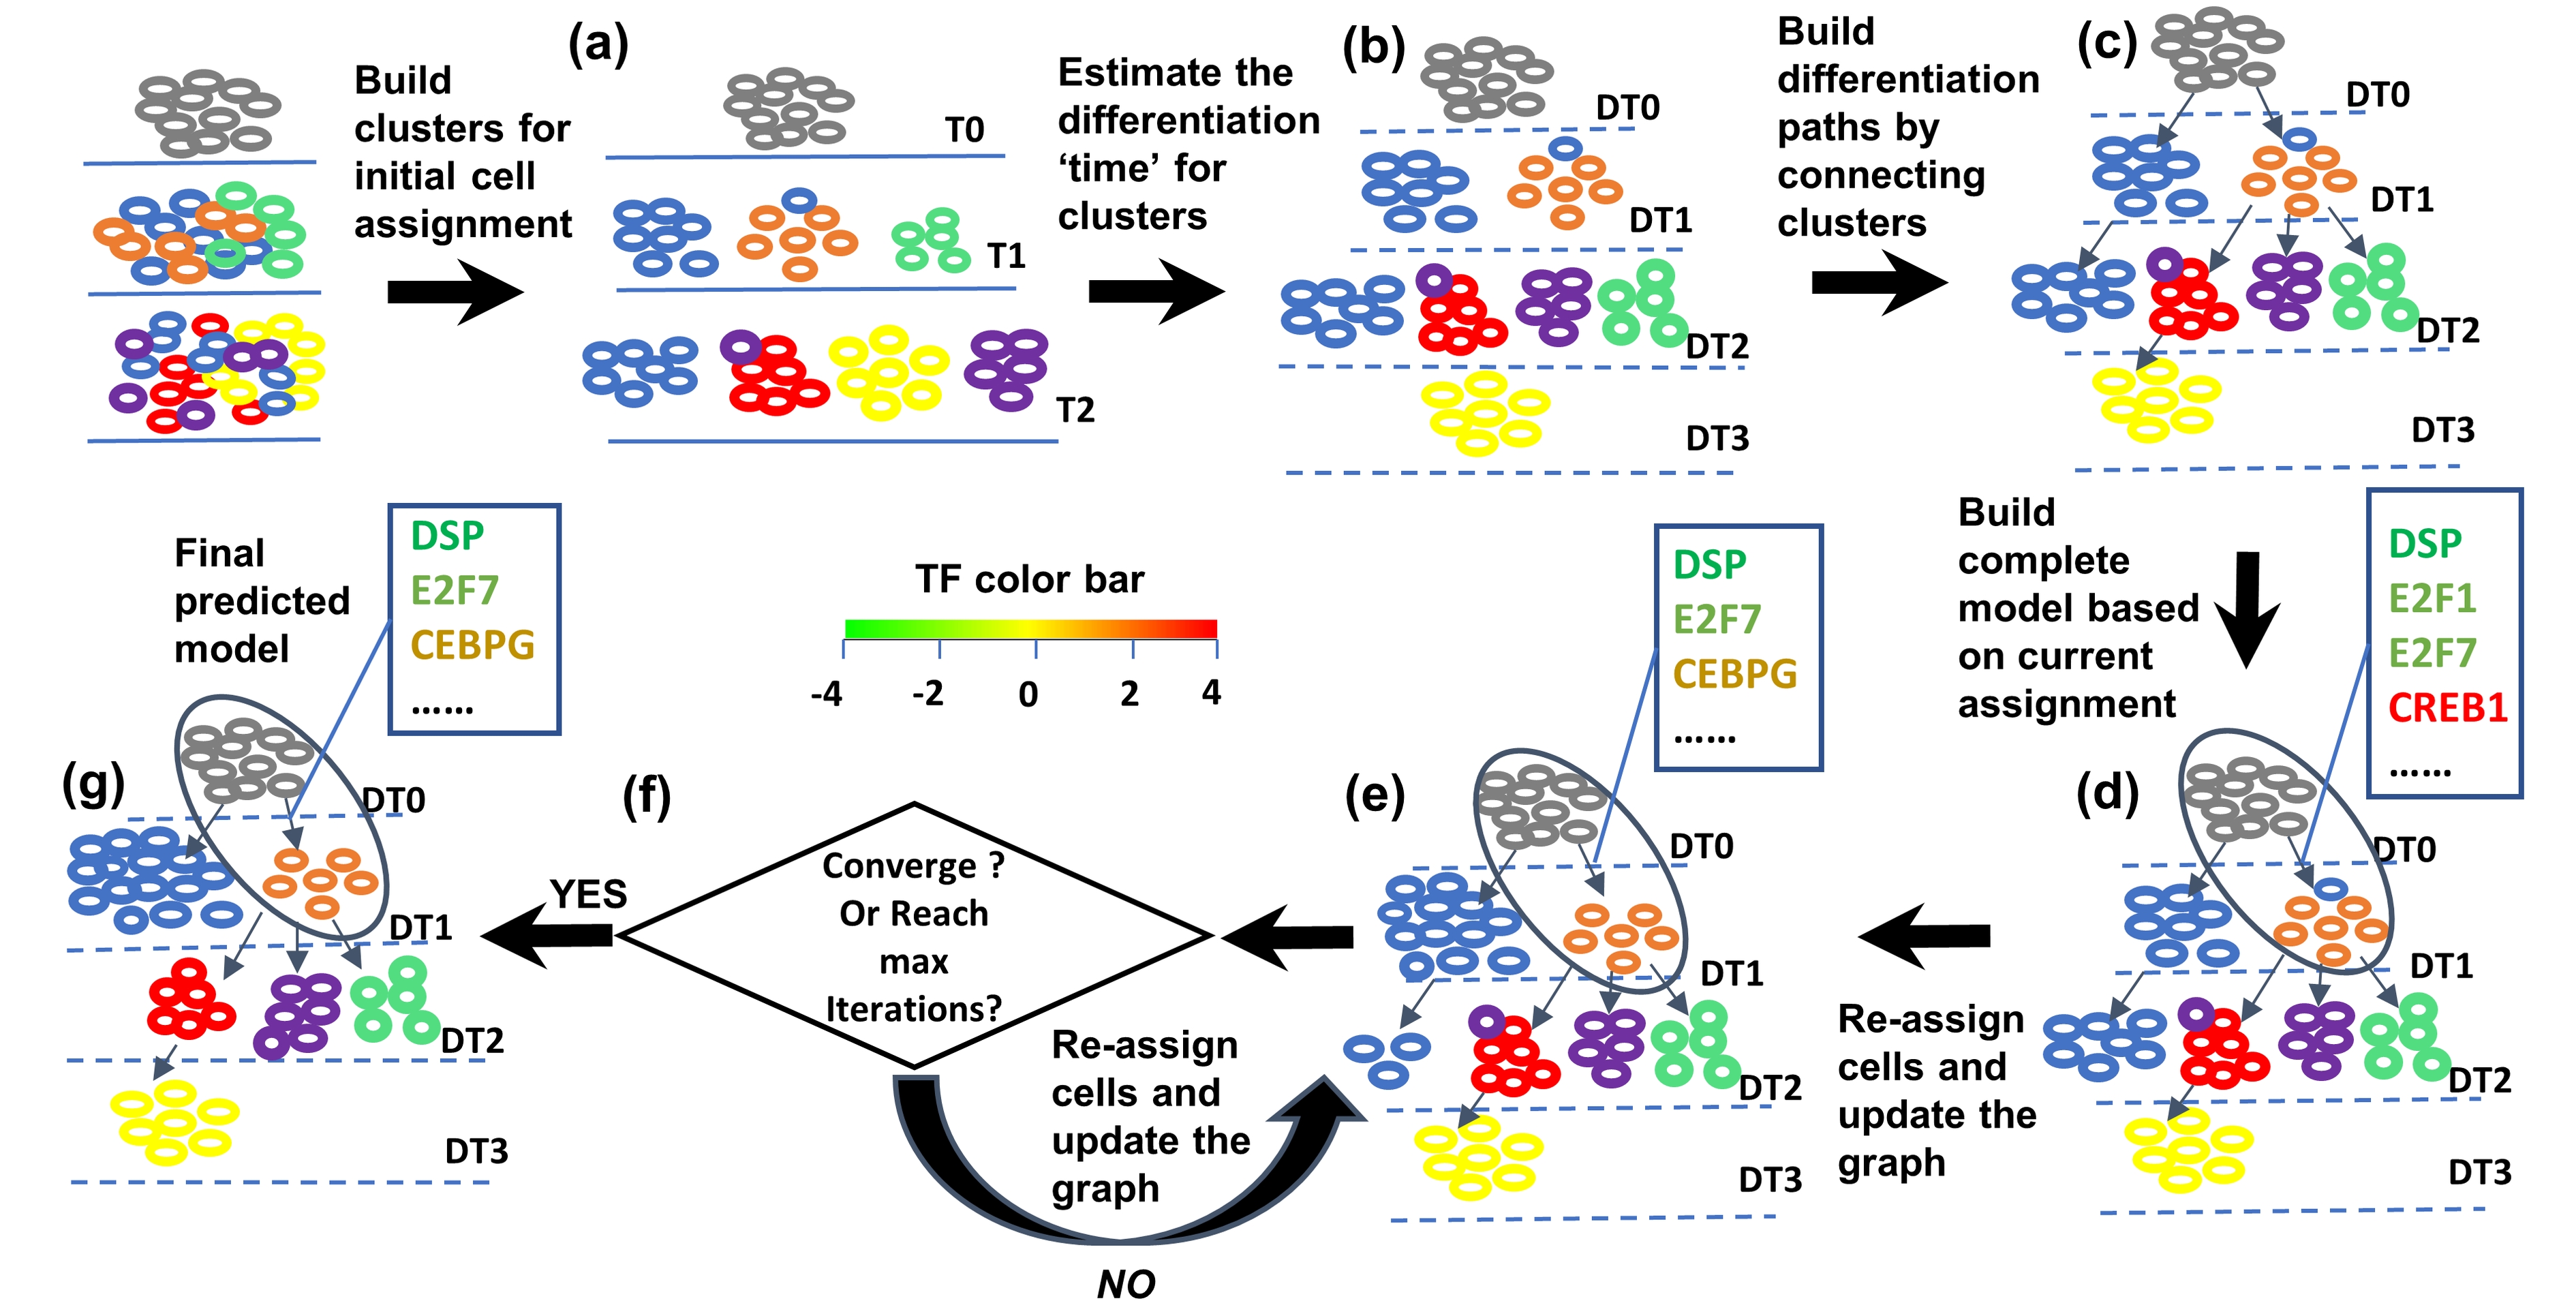 Build
clusters for
initial cell
assignment
(a)
T0
T1
T2
Estimate the
differentiation
‘time’ for
clusters
(b)
DT0
DT1
DT2
DT3
Build
differentiation
paths by
connecting
clusters
(c)
DT0
DT1
DT2
DT3
Build
complete
model based
on current
assignment
DSP
E2F1
E2F7
CREB1
......
(d)
DT0
DT1
DT2
DT3
Re-assign
cells and
update the
graph
DSP
E2F7
CEBPG
......
(e)
DT0
DT1
DT2
DT3
TF color bar
-4 -2 0 2 4
(f)
Converge ?
Or Reach
max
Iterations?
Re-assign
cells and
update the
graph
NO
YES
Final
predicted
model
DSP
E2F7
CEBPG
......
(g)
DT0
DT1
DT2
DT3